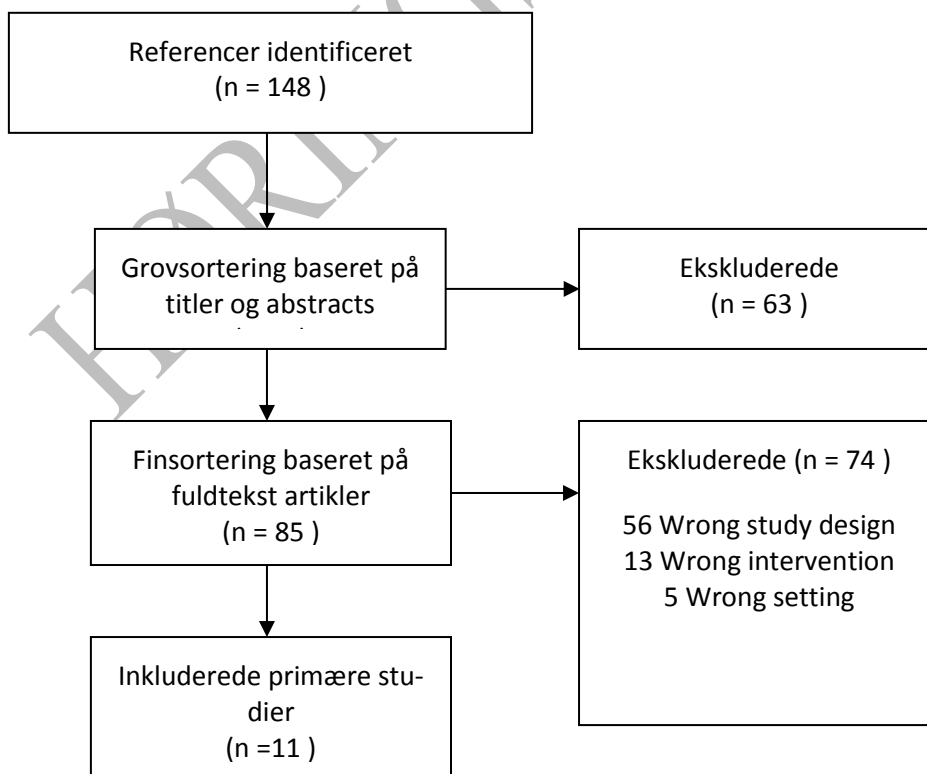 Referencer identificeret
(n = 148 )
Grovsortering baseret på
titler og abstracts
Ekskluderede
(n = 63 )
Finsortering baseret på
fuldtekst artikler
(n = 85 )
Ekskluderede (n = 74 )
56 Wrong study design
13 Wrong intervention
5 Wrong setting
Inkluderede primære stu-
dier
(n =11 )